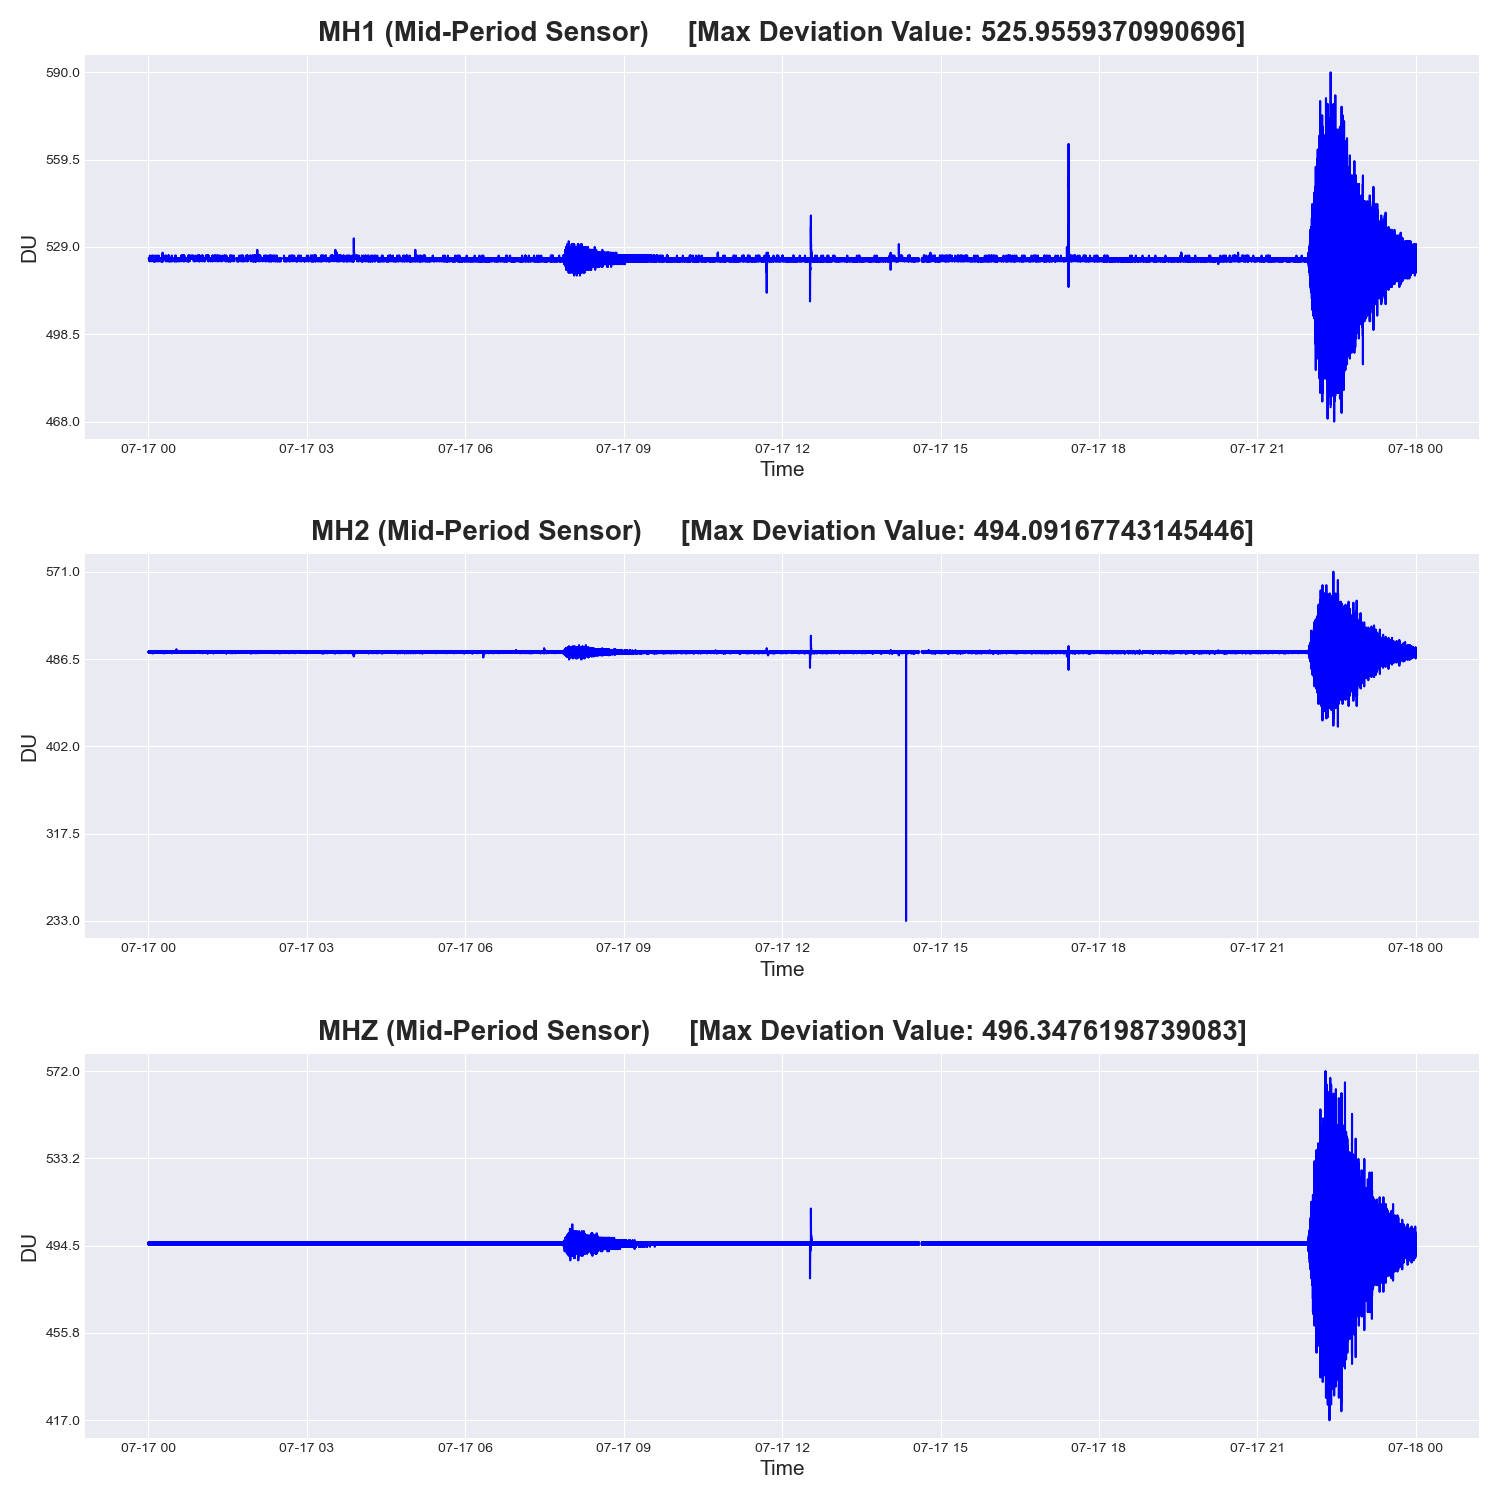 MH1 (Mid-Period Sensor) [Max Deviation Value: 525.9559370990696]
590.0
559.5
529.0
498.5
468.0
DU
07-17 00 07-17 03 07-17 06 07-17 09 07-17 12 07-17 15 07-17 18 07-17 21 07-18 00
Time
MH2 (Mid-Period Sensor) [Max Deviation Value: 494.09167743145446]
571.0
486.5
402.0
317.5
233.0
DU
07-17 00 07-17 03 07-17 06 07-17 09 07-17 12 07-17 15 07-17 18 07-17 21 07-18 00
Time
MHZ (Mid-Period Sensor) [Max Deviation Value: 496.3476198739083]
572.0
533.2
494.5
455.8
417.0
DU
07-17 00 07-17 03 07-17 06 07-17 09 07-17 12 07-17 15 07-17 18 07-17 21 07-18 00
Time